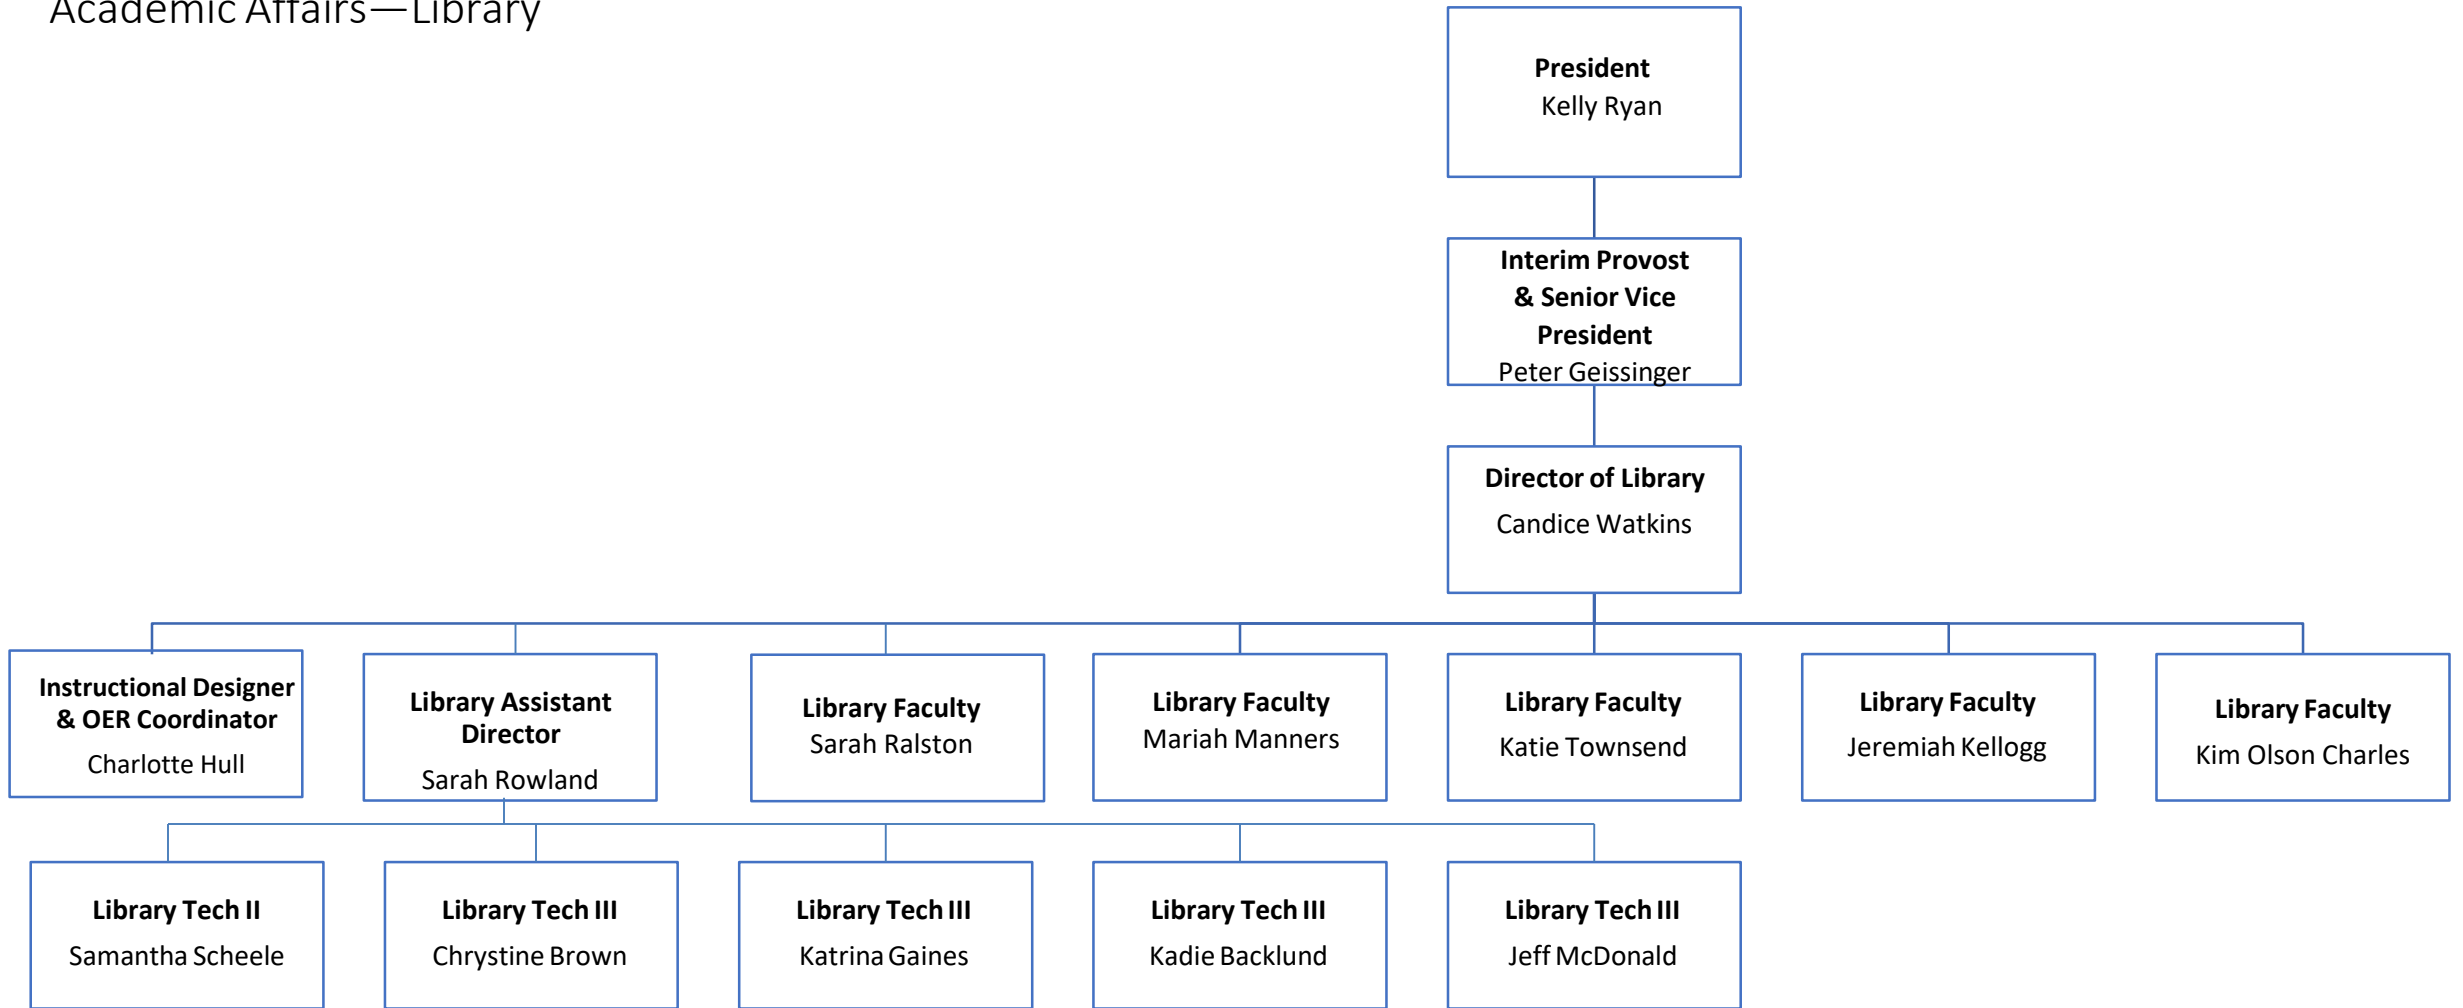 Academic Affairs—Library
President
Kelly Ryan
Interim Provost
& Senior Vice
President
Peter Geissinger
Director of Library
Candice Watkins
Instructional Designer
& OER Coordinator
Charlotte Hull
Library Assistant
Director
Sarah Rowland
Library Faculty
Sarah Ralston
Library Faculty
Mariah Manners
Library Faculty
Katie Townsend
Library Faculty
Jeremiah Kellogg
Library Faculty
Kim Olson Charles
Library Tech II
Samantha Scheele
Library Tech III
Chrystine Brown
Library Tech III
Katrina Gaines
Library Tech III
Kadie Backlund
Library Tech III
Jeff McDonald